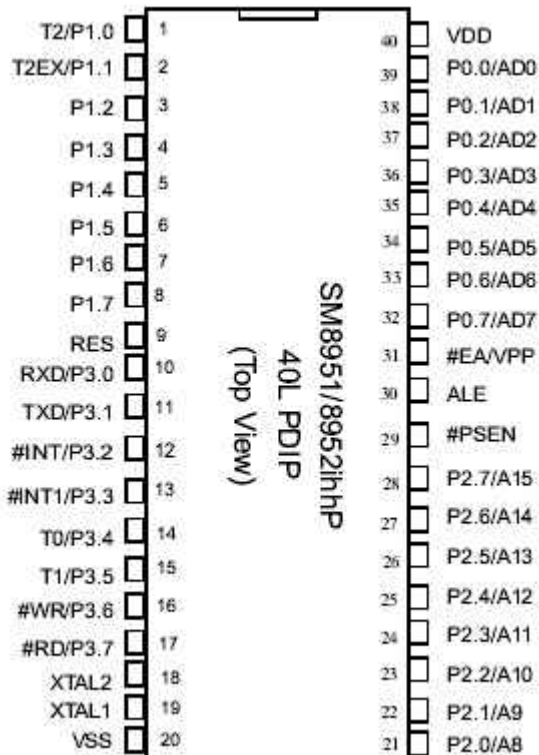 T2/P1.0 1
T2EX/P1.1 2
P1.2 3
P1.3 4
P1.4 5
P1.5 6
P1.6 7
P1.7 8
RES 9
RXD/P3.0 10
TXD/P3.1 11
#INT/P3.2 12
#INT1/P3.3 13
T0/P3.4 14
T1/P3.5 15
#WR/P3.6 16
#RD/P3.7 17
XTAL2 18
XTAL1 19
VSS 20
SM8951/8952ihhP
40L PDIP
(Top View)
40 VDD
39 P0.0/AD0
38 P0.1/AD1
37 P0.2/AD2
36 P0.3/AD3
35 P0.4/AD4
34 P0.5/AD5
33 P0.6/AD6
32 P0.7/AD7
31 #EA/VPP
30 ALE
29 #PSEN
28 P2.7/A15
27 P2.6/A14
26 P2.5/A13
25 P2.4/A12
24 P2.3/A11
23 P2.2/A10
22 P2.1/A9
21 P2.0/A8